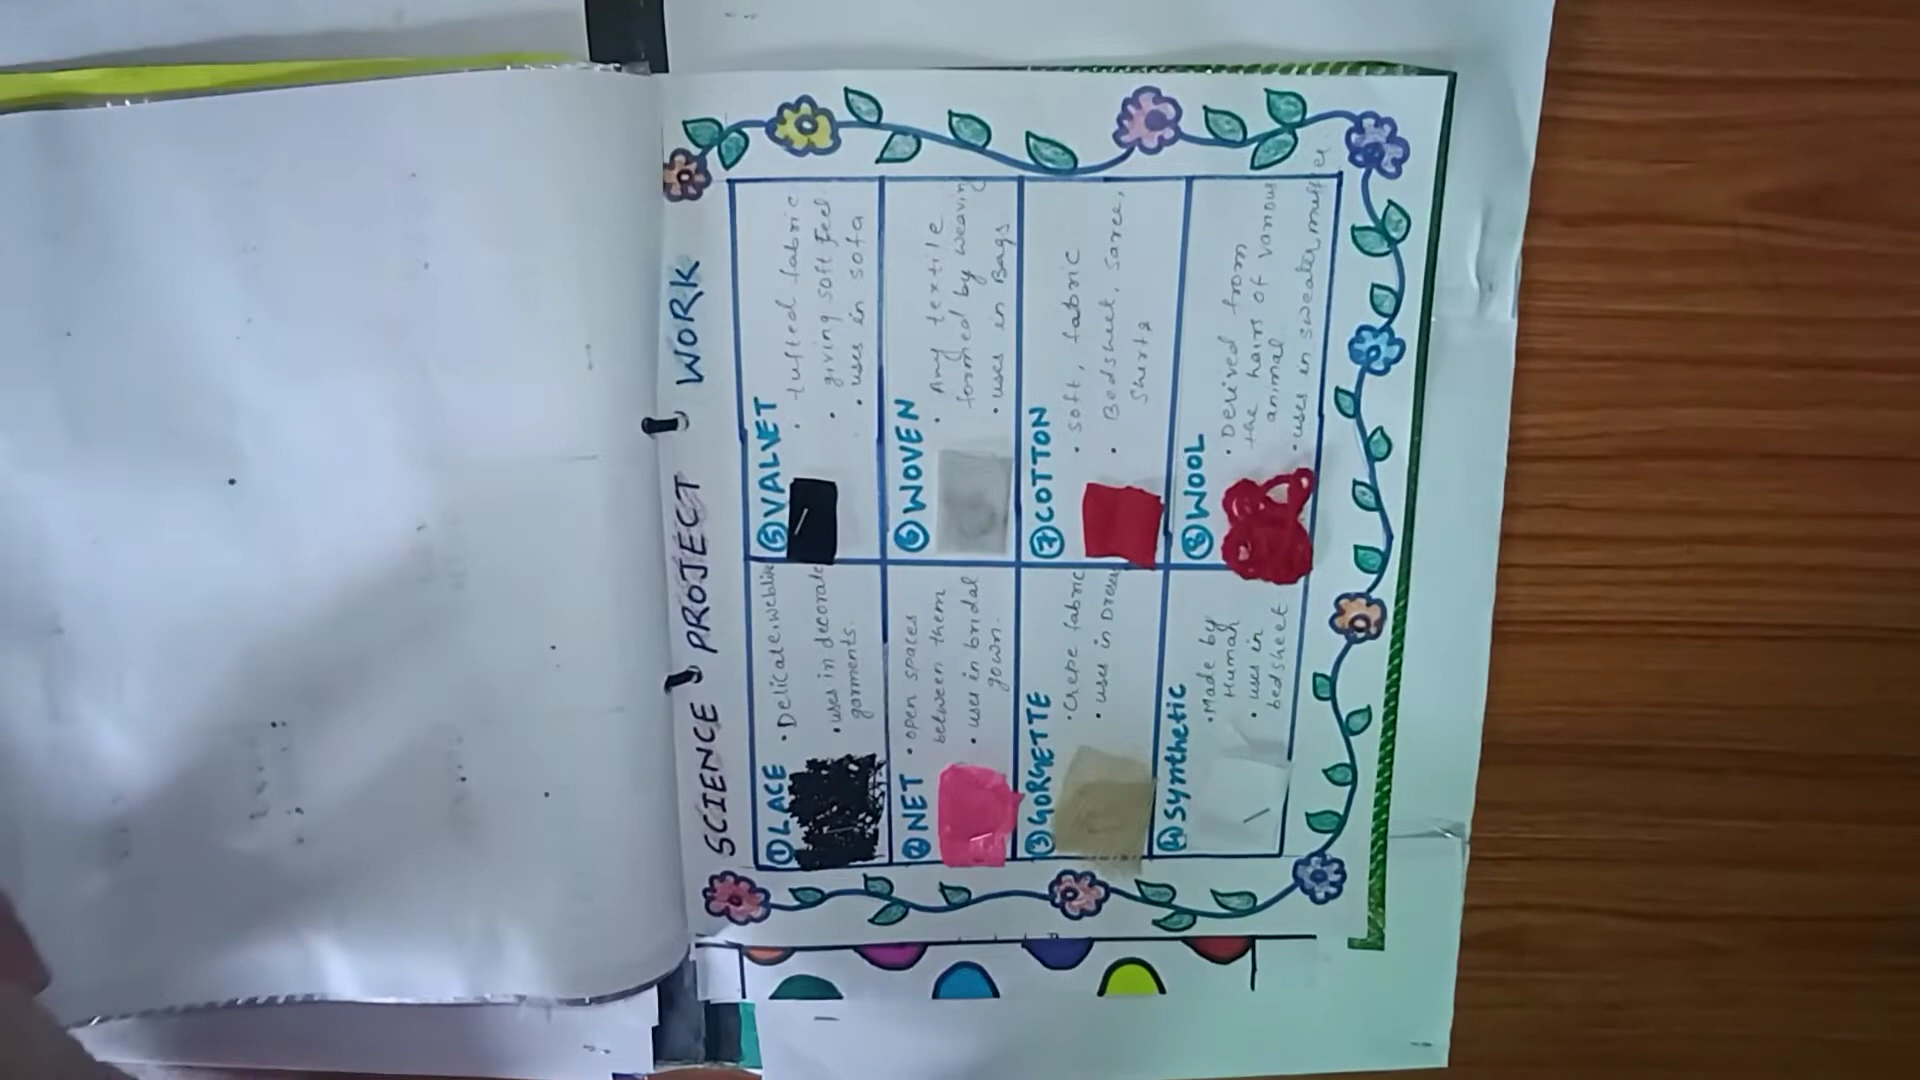 SCIENCE PROJECT WORK
① LACE
• Delicate, weblike
• uses in decorate
garments.
② NET
• open spaces
between them
• uses in bridal
gown.
③ GORGETTE
• Crepe fabric
• uses in Dress
④ Synthetic
• Made by
Human
• uses in
bedsheet
⑤ VALVET
• tufted fabric
• giving soft feel
• uses in sofa
⑥ WOVEN
• Any textile
formed by weaving
• uses in Bags
⑦ COTTON
• soft, fabric
• Bedsheet, saree,
Shirts
⑧ WOOL
• Derived from
the hairs of various
animal
• uses in sweater, muffler